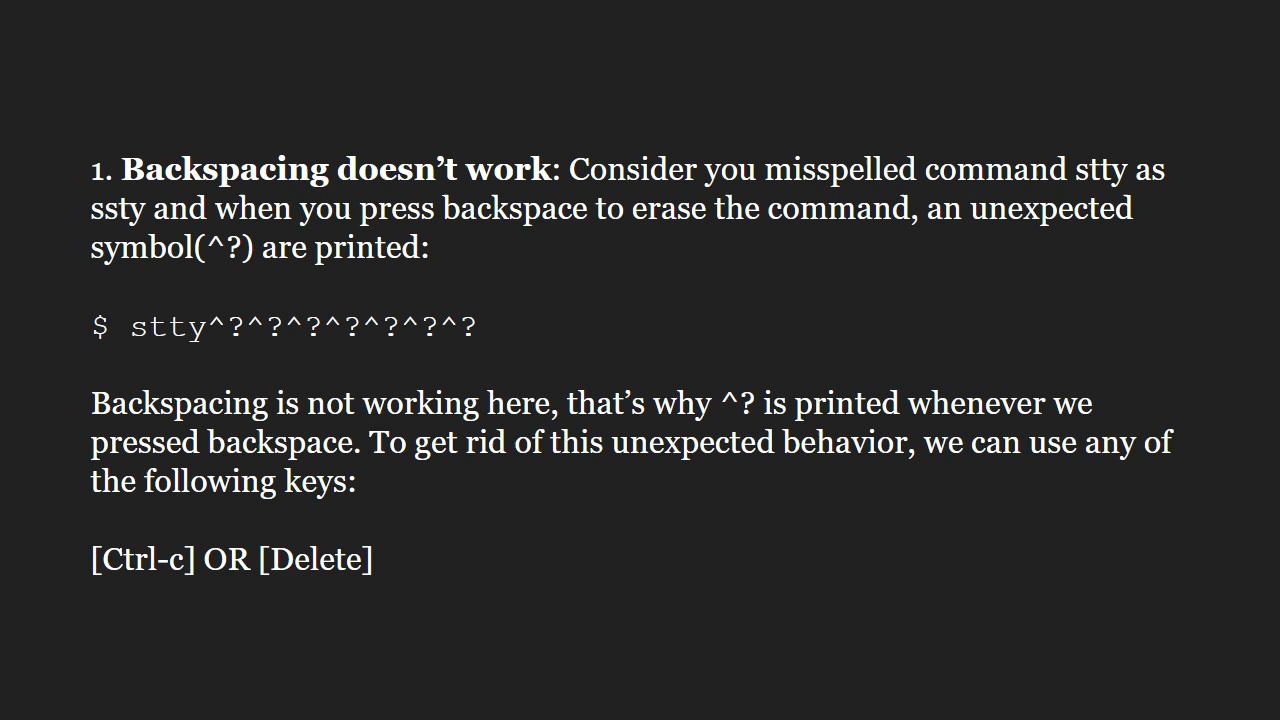 1. Backspacing doesn’t work: Consider you misspelled command stty as
ssty and when you press backspace to erase the command, an unexpected
symbol(^?) are printed:
$ stty^?^?^?^?^?^?^?
Backspacing is not working here, that’s why ^? is printed whenever we
pressed backspace. To get rid of this unexpected behavior, we can use any of
the following keys:
[Ctrl-c] OR [Delete]